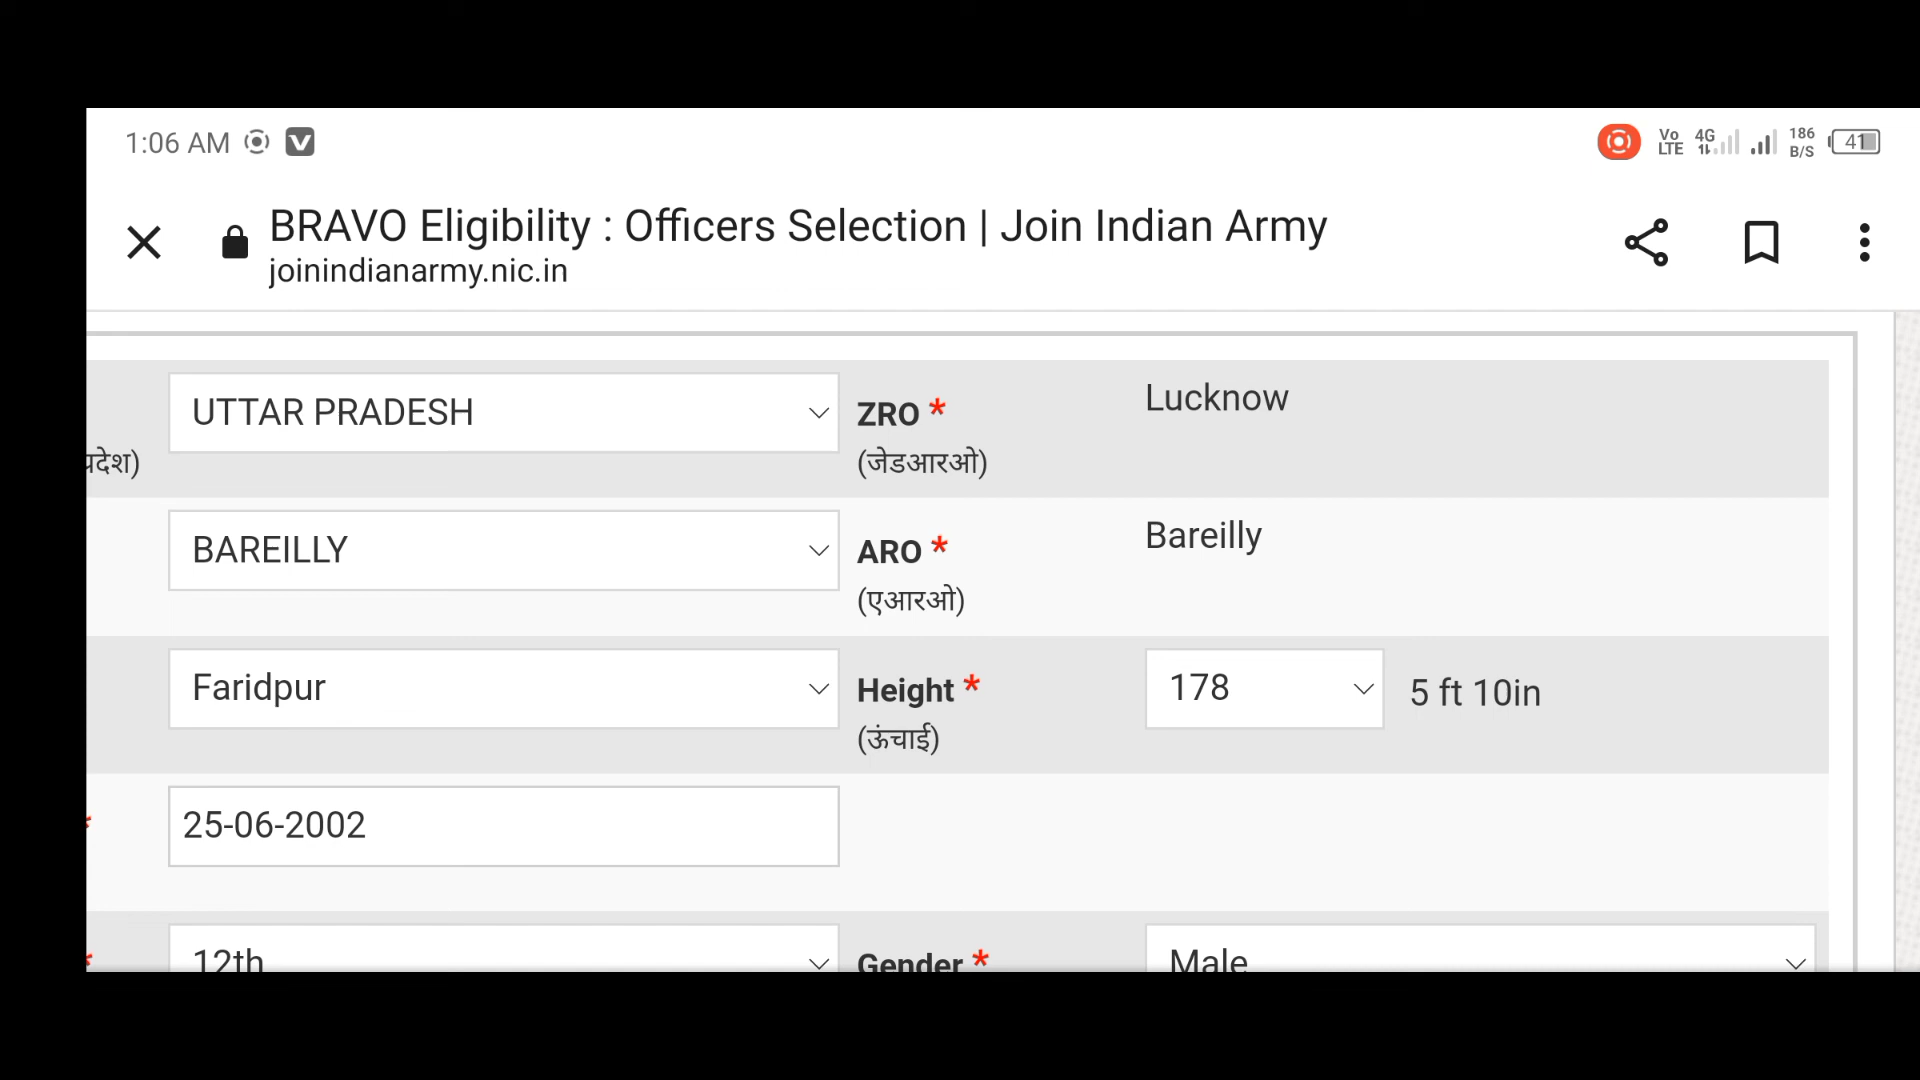 1:06 AM
Vo LTE 4G 186 B/S 41
BRAVO Eligibility : Officers Selection | Join Indian Army
joinindianarmy.nic.in
UTTAR PRADESH ZRO * Lucknow
प्रदेश) (जेडआरओ)
BAREILLY ARO * Bareilly
(एआरओ)
Faridpur Height * 178 5 ft 10in
(ऊंचाई)
* 25-06-2002
* 12th Gender * Male